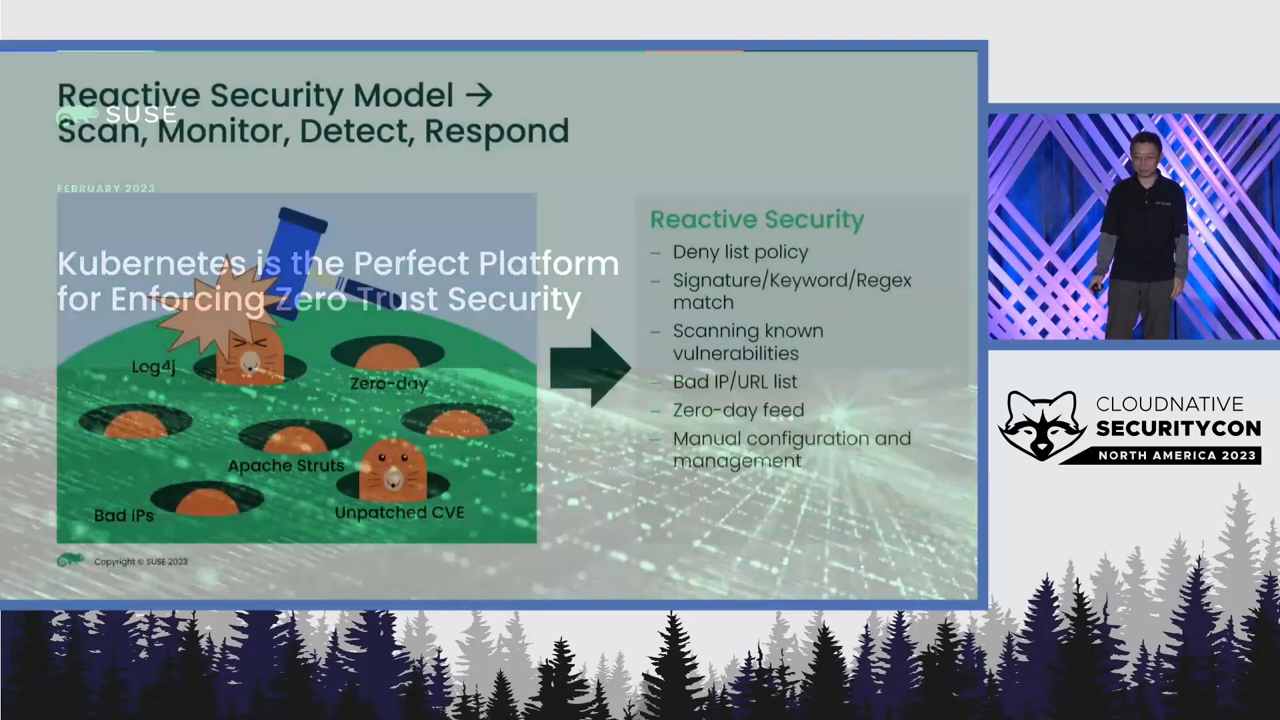 Reactive Security Model →
Scan, Monitor, Detect, Respond
SUSE
FEBRUARY 2023
Kubernetes is the Perfect Platform
for Enforcing Zero Trust Security
Log4j
Zero-day
Apache Struts
Bad IPs
Unpatched CVE
Reactive Security
– Deny list policy
– Signature/Keyword/Regex
match
– Scanning known
vulnerabilities
– Bad IP/URL list
– Zero-day feed
– Manual configuration and
management
Copyright © SUSE 2023
CLOUDNATIVE
SECURITYCON
NORTH AMERICA 2023